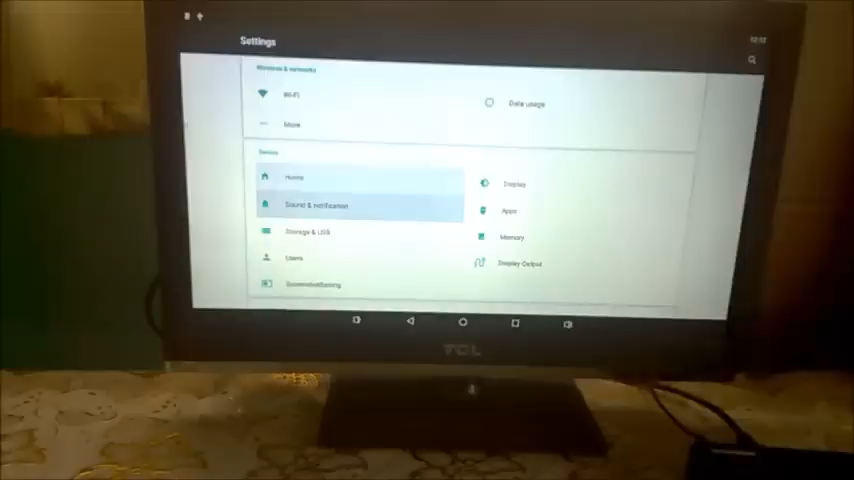 Settings
Wireless & networks
Wi-Fi
Data usage
More
Device
Home
Display
Sound & notification
Apps
Storage & USB
Memory
Users
Display Output
ScreenshotSetting
TCL